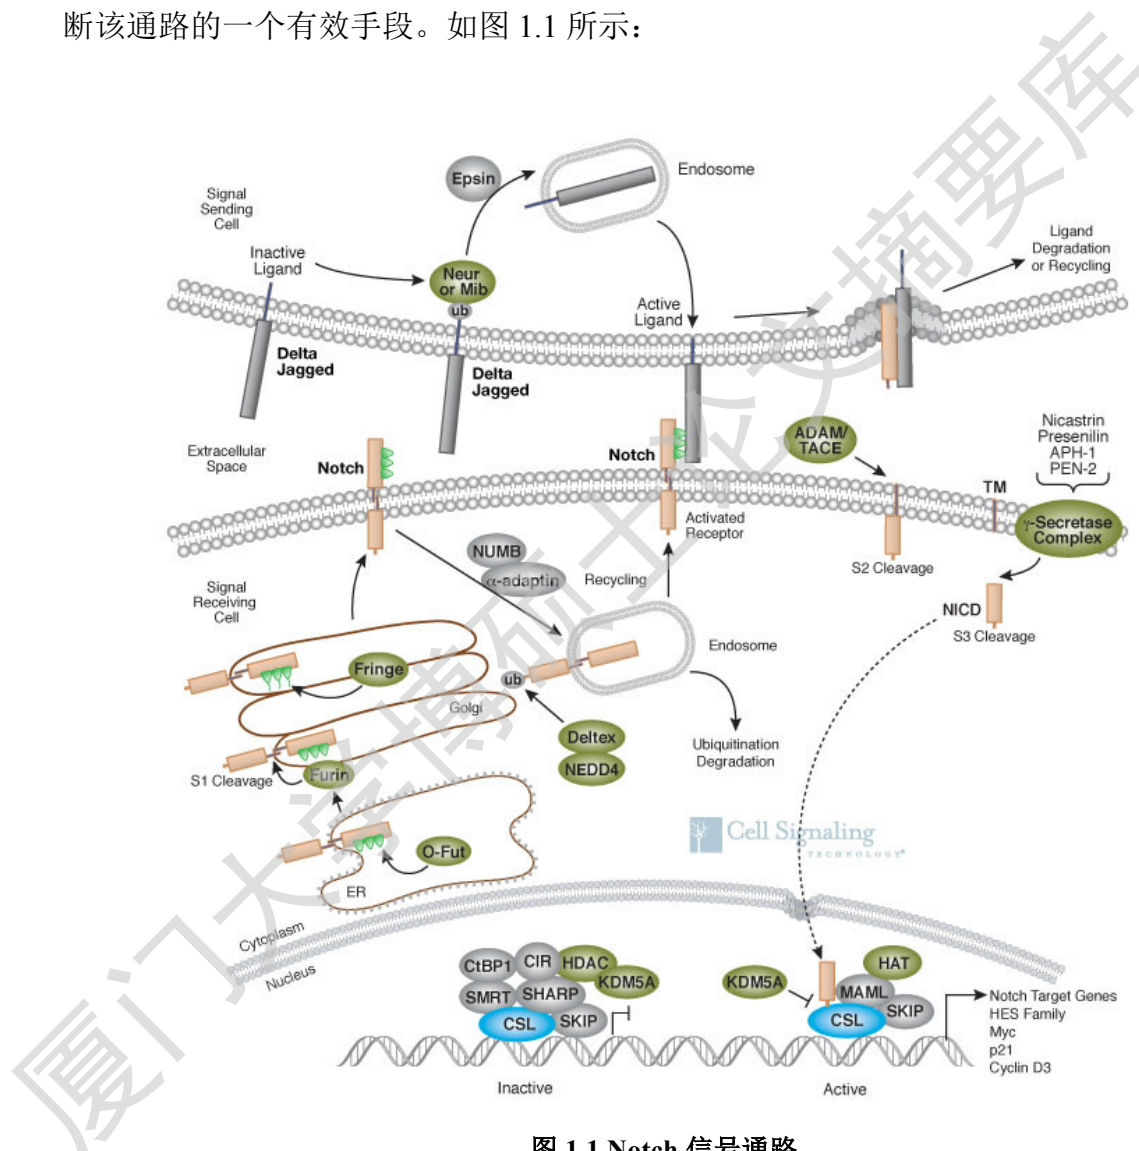 断该通路的一个有效手段。如图 1.1 所示：
Epsin
Endosome
Signal
Sending
Cell
Inactive
Ligand
Neur
or Mib
ub
Ligand
Degradation
or Recycling
Active
Ligand
Delta
Jagged
Delta
Jagged
Extracellular
Space
Notch
Notch
ADAM/
TACE
Nicastrin
Presenilin
APH-1
PEN-2
TM
γ-Secretase
Complex
Activated
Receptor
S2 Cleavage
NUMB
α-adaptin
Recycling
Signal
Receiving
Cell
NICD
S3 Cleavage
Fringe
Endosome
ub
Golgi
Deltex
NEDD4
Ubiquitination
Degradation
S1 Cleavage
Furin
O-Fut
ER
Cell Signaling
TECHNOLOGY®
Cytoplasm
Nucleus
CtBP1
CIR
HDAC
KDM5A
SMRT
SHARP
CSL
SKIP
KDM5A
HAT
MAML
CSL
SKIP
Notch Target Genes
HES Family
Myc
p21
Cyclin D3
Inactive
Active
图 1.1 Notch 信号通路
厦门大学博硕士论文摘要库